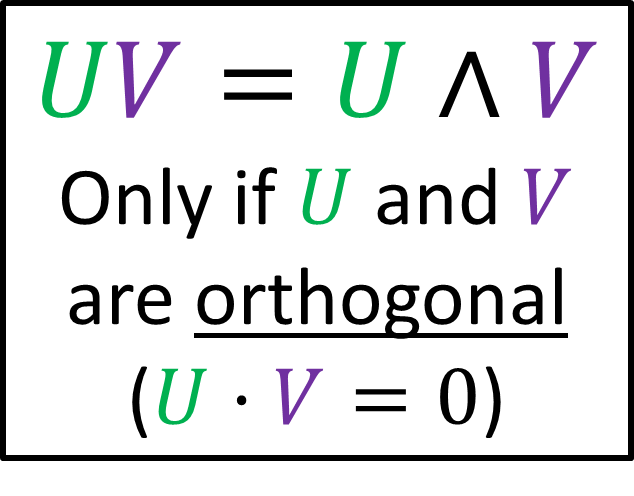 UV = U ∧ V
Only if U and V
are orthogonal
(U · V = 0)